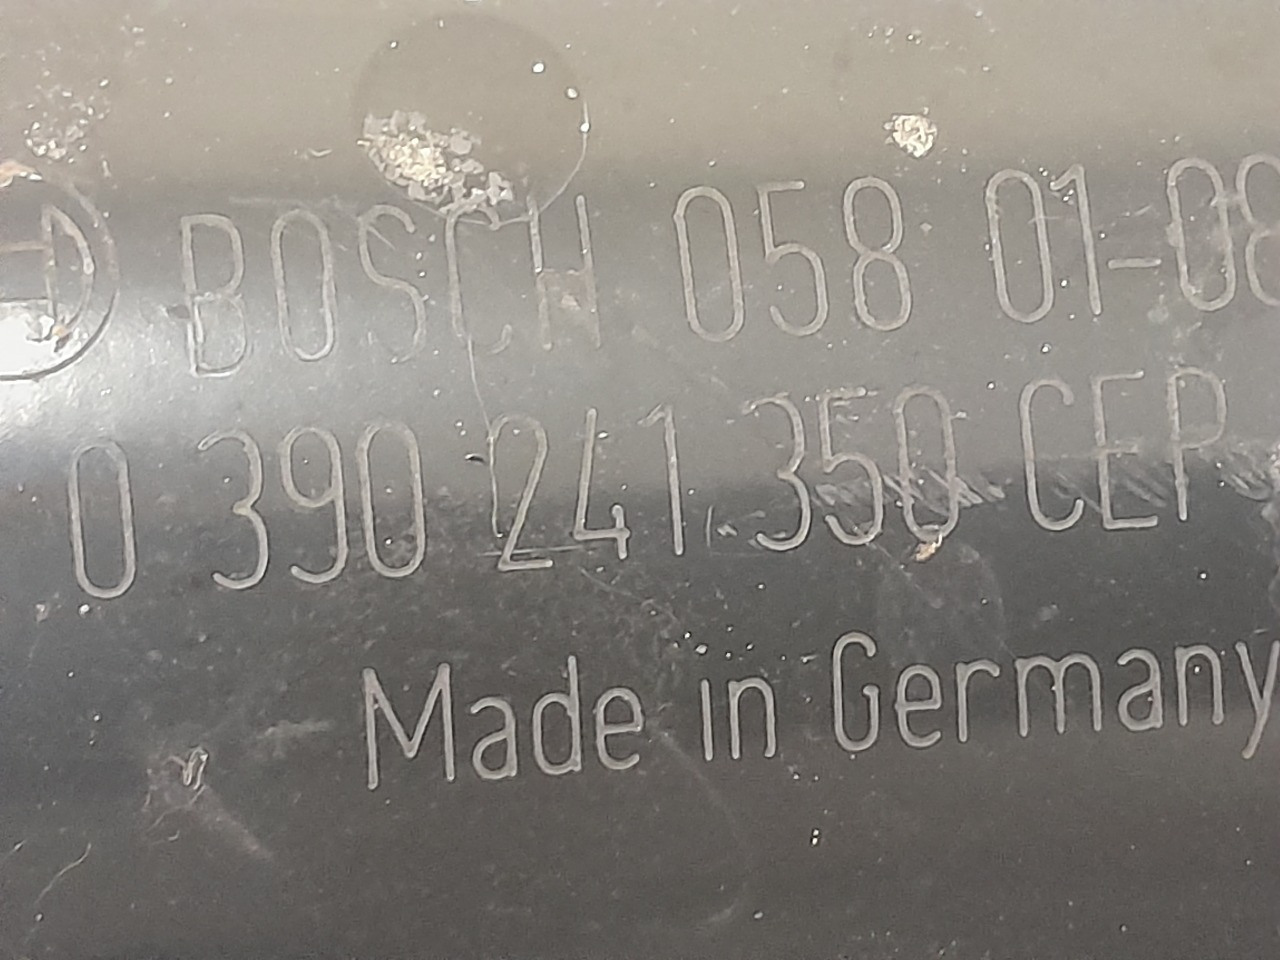 BOSCH 058 01-08
0 390 241 350 CEP
Made in Germany